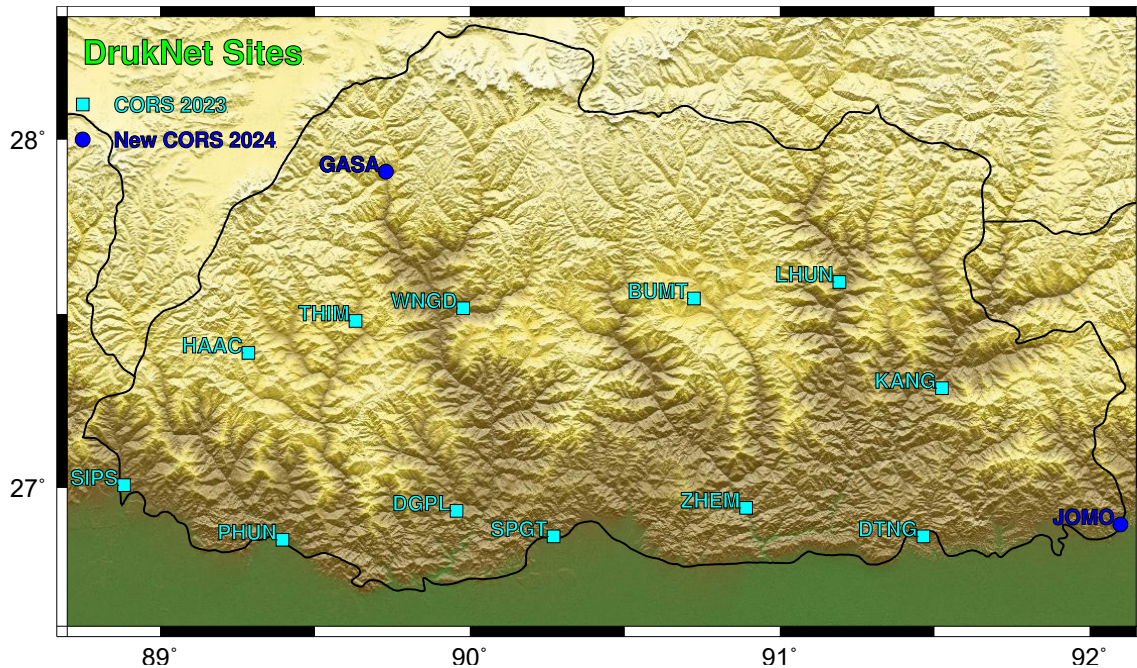 DrukNet Sites
CORS 2023
New CORS 2024
28°
27°
GASA
LHUN
BUMT
WNGD
THIM
HAAC
KANG
SIPS
ZHEM
DGPL
JOMO
SPGT
DTNG
PHUN
89°
90°
91°
92°